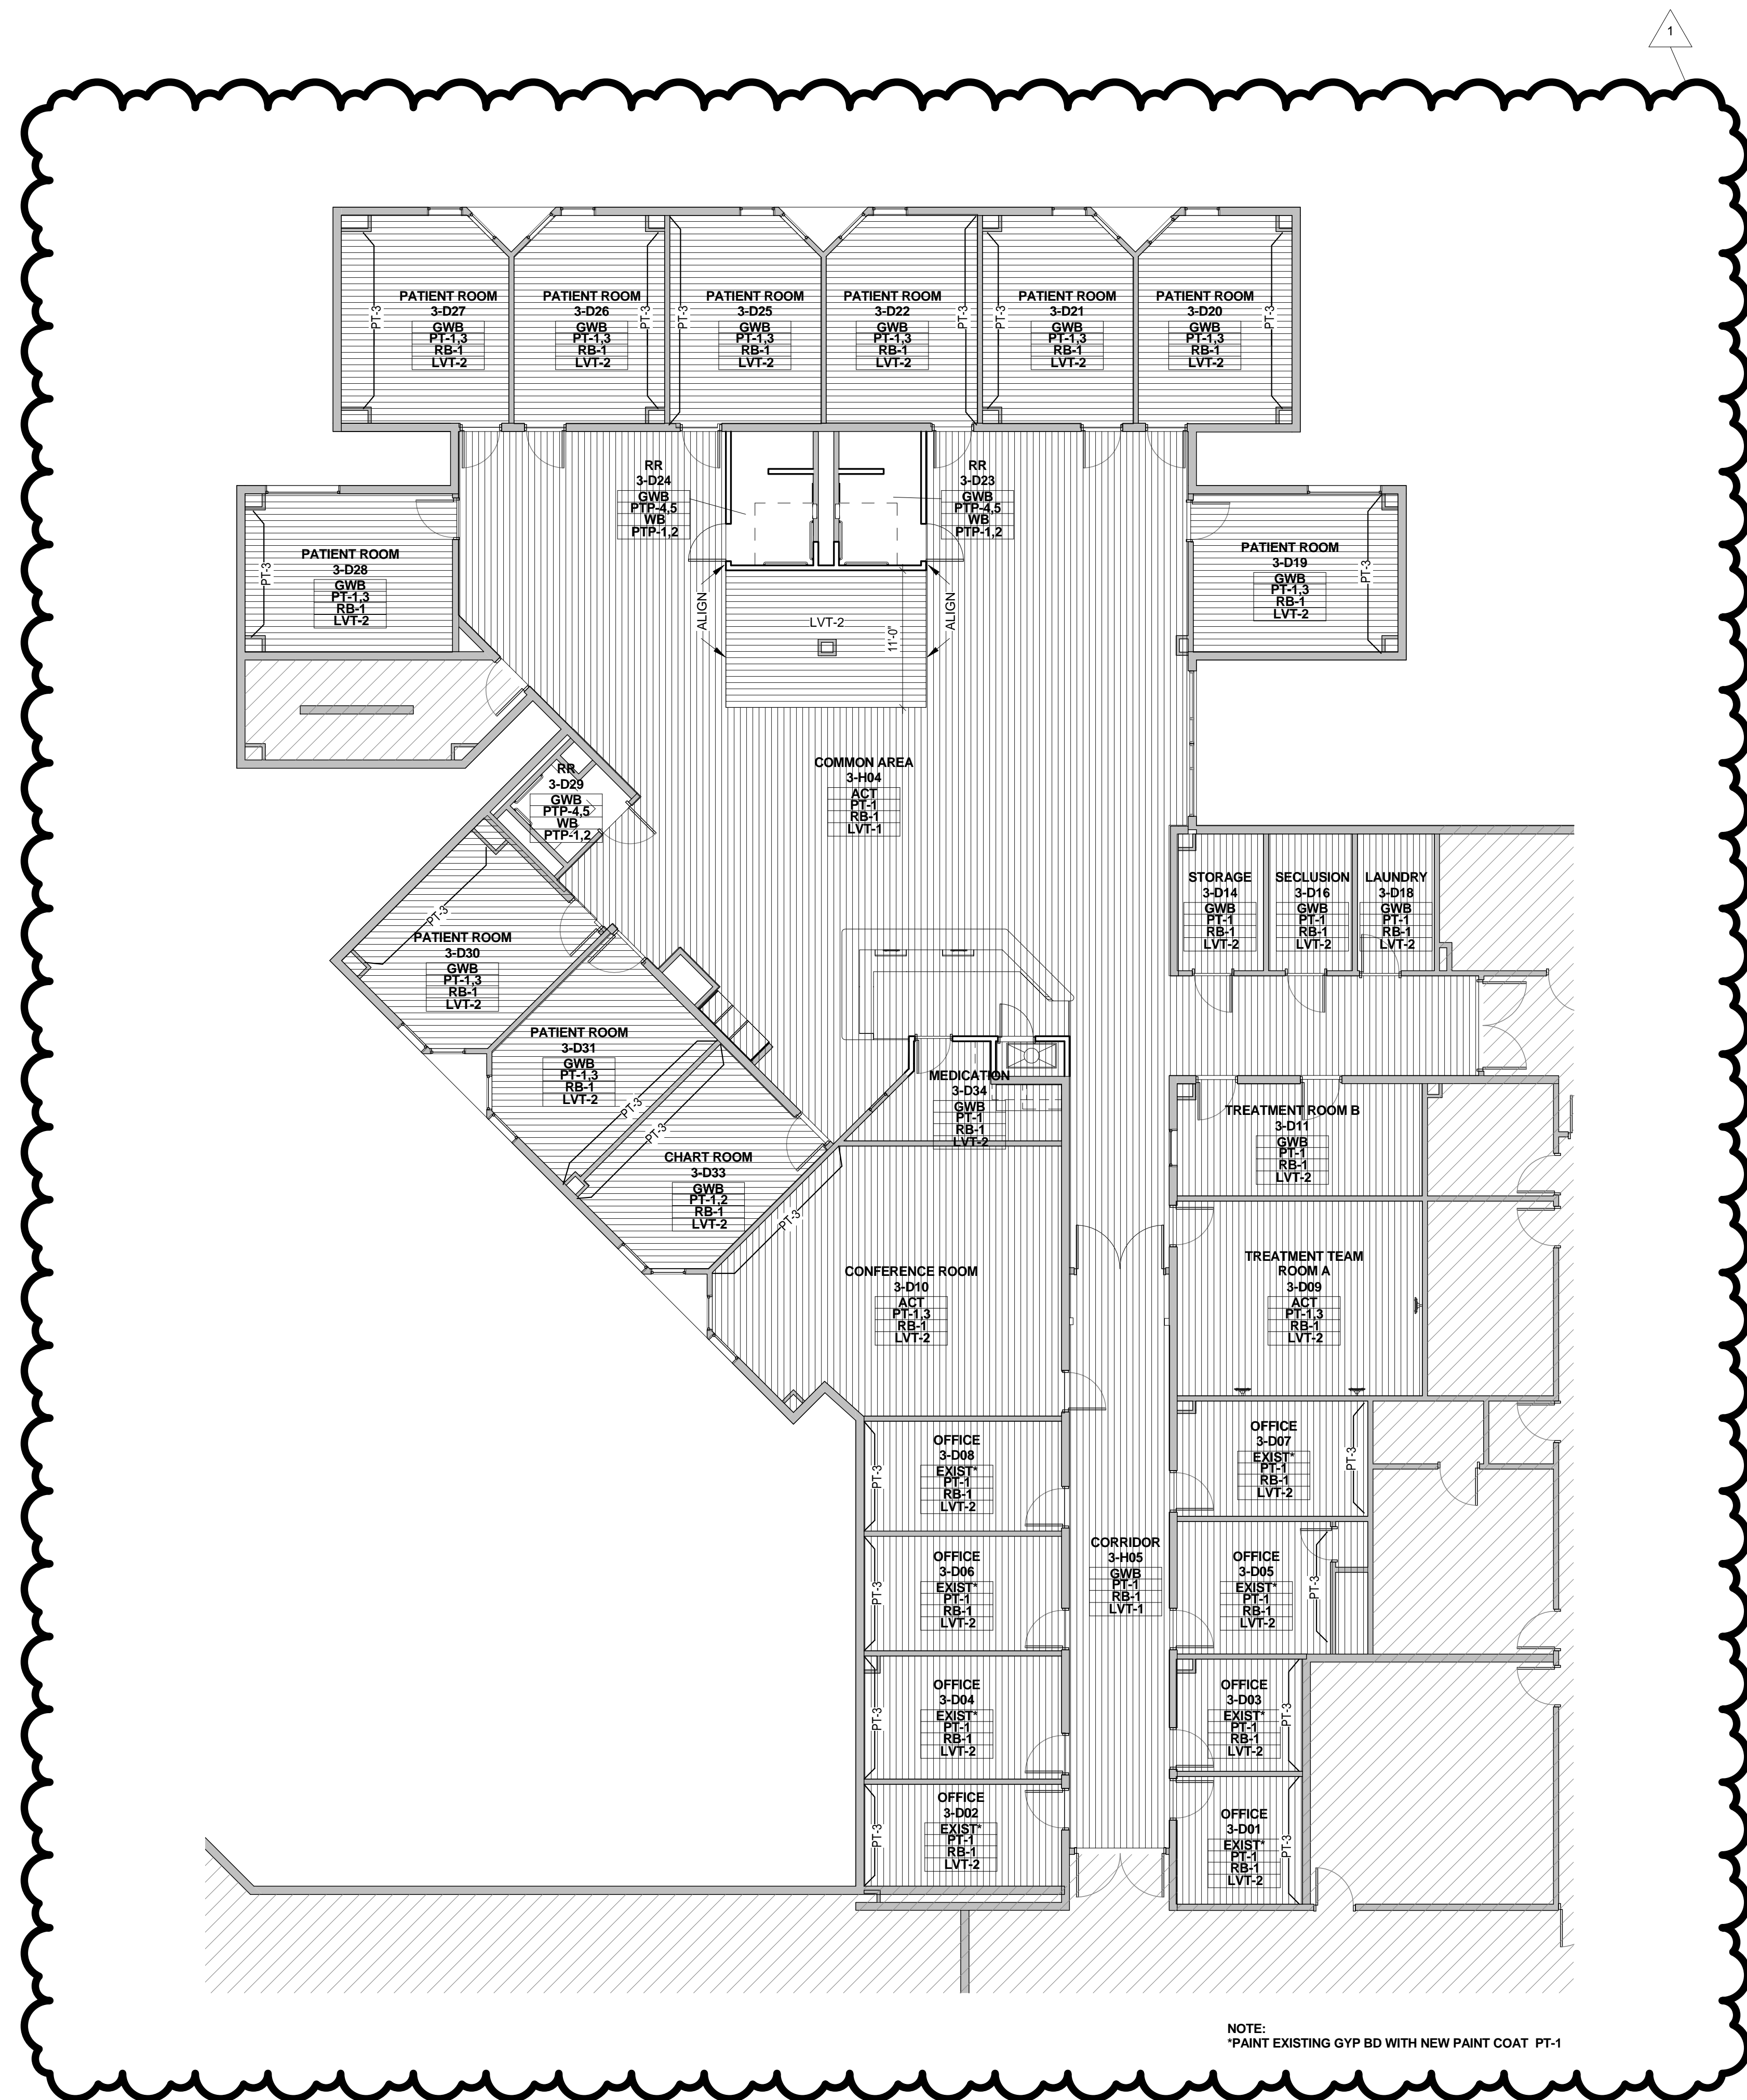 1
PATIENT ROOM
3-D27
GWB
PT-1,3
RB-1
LVT-2
PT-3
PATIENT ROOM
3-D26
GWB
PT-1,3
RB-1
LVT-2
PT-3
PATIENT ROOM
3-D25
GWB
PT-1,3
RB-1
LVT-2
PT-3
PATIENT ROOM
3-D22
GWB
PT-1,3
RB-1
LVT-2
PT-3
PATIENT ROOM
3-D21
GWB
PT-1,3
RB-1
LVT-2
PT-3
PATIENT ROOM
3-D20
GWB
PT-1,3
RB-1
LVT-2
PT-3
RR
3-D24
GWB
PTP-4,5
WB
PTP-1,2
RR
3-D23
GWB
PTP-4,5
WB
PTP-1,2
PATIENT ROOM
3-D28
GWB
PT-1,3
RB-1
LVT-2
PT-3
PATIENT ROOM
3-D19
GWB
PT-1,3
RB-1
LVT-2
PT-3
ALIGN
LVT-2
11'-0"
ALIGN
COMMON AREA
3-H04
ACT
PT-1
RB-1
LVT-1
RR
3-D29
GWB
PTP-4,5
WB
PTP-1,2
STORAGE
3-D14
GWB
PT-1
RB-1
LVT-2
SECLUSION
3-D16
GWB
PT-1
RB-1
LVT-2
LAUNDRY
3-D18
GWB
PT-1
RB-1
LVT-2
PT-3
PATIENT ROOM
3-D30
GWB
PT-1,3
RB-1
LVT-2
PATIENT ROOM
3-D31
GWB
PT-1,3
RB-1
LVT-2
PT-3
PT-3
MEDICATION
3-D34
GWB
PT-1
RB-1
LVT-2
TREATMENT ROOM B
3-D11
GWB
PT-1
RB-1
LVT-2
CHART ROOM
3-D33
GWB
PT-1,2
RB-1
LVT-2
PT-3
CONFERENCE ROOM
3-D10
ACT
PT-1,3
RB-1
LVT-2
TREATMENT TEAM
ROOM A
3-D09
ACT
PT-1,3
RB-1
LVT-2
OFFICE
3-D08
EXIST*
PT-1
RB-1
LVT-2
PT-3
OFFICE
3-D07
EXIST*
PT-1
RB-1
LVT-2
PT-3
OFFICE
3-D06
EXIST*
PT-1
RB-1
LVT-2
PT-3
CORRIDOR
3-H05
GWB
PT-1
RB-1
LVT-1
OFFICE
3-D05
EXIST*
PT-1
RB-1
LVT-2
PT-3
OFFICE
3-D04
EXIST*
PT-1
RB-1
LVT-2
PT-3
OFFICE
3-D03
EXIST*
PT-1
RB-1
LVT-2
PT-3
OFFICE
3-D02
EXIST*
PT-1
RB-1
LVT-2
PT-3
OFFICE
3-D01
EXIST*
PT-1
RB-1
LVT-2
PT-3
NOTE:
*PAINT EXISTING GYP BD WITH NEW PAINT COAT PT-1